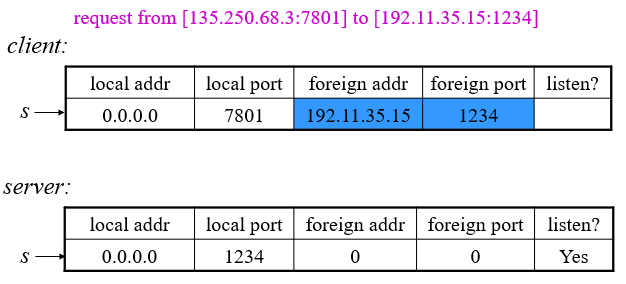 request from [135.250.68.3:7801] to [192.11.35.15:1234]
client:
local addr local port foreign addr foreign port listen?
s 0.0.0.0 7801 192.11.35.15 1234
server:
local addr local port foreign addr foreign port listen?
s 0.0.0.0 1234 0 0 Yes